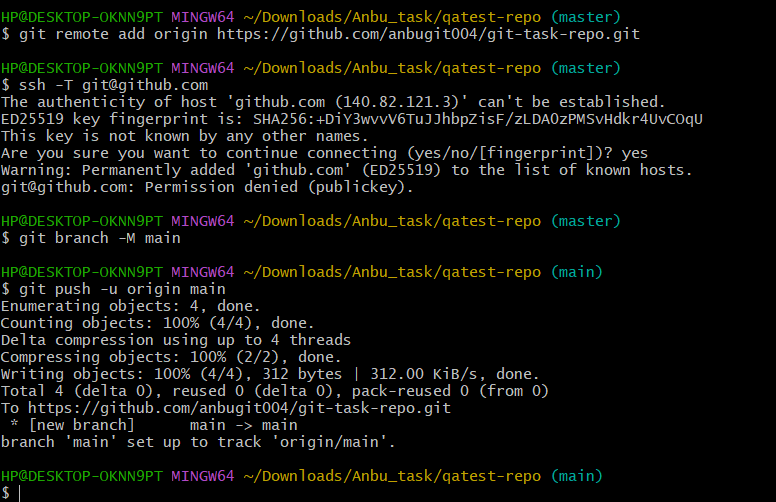 HP@DESKTOP-OKNN9PT MINGW64 ~/Downloads/Anbu_task/qatest-repo (master)
$ git remote add origin https://github.com/anbugit004/git-task-repo.git
HP@DESKTOP-OKNN9PT MINGW64 ~/Downloads/Anbu_task/qatest-repo (master)
$ ssh -T git@github.com
The authenticity of host 'github.com (140.82.121.3)' can't be established.
ED25519 key fingerprint is: SHA256:+DiY3wvvV6TuJJhbpZisF/zLDA0zPMSvHdkr4UvCOqU
This key is not known by any other names.
Are you sure you want to continue connecting (yes/no/[fingerprint])? yes
Warning: Permanently added 'github.com' (ED25519) to the list of known hosts.
git@github.com: Permission denied (publickey).
HP@DESKTOP-OKNN9PT MINGW64 ~/Downloads/Anbu_task/qatest-repo (master)
$ git branch -M main
HP@DESKTOP-OKNN9PT MINGW64 ~/Downloads/Anbu_task/qatest-repo (main)
$ git push -u origin main
Enumerating objects: 4, done.
Counting objects: 100% (4/4), done.
Delta compression using up to 4 threads
Compressing objects: 100% (2/2), done.
Writing objects: 100% (4/4), 312 bytes | 312.00 KiB/s, done.
Total 4 (delta 0), reused 0 (delta 0), pack-reused 0 (from 0)
To https://github.com/anbugit004/git-task-repo.git
 * [new branch]      main -> main
branch 'main' set up to track 'origin/main'.
HP@DESKTOP-OKNN9PT MINGW64 ~/Downloads/Anbu_task/qatest-repo (main)
$